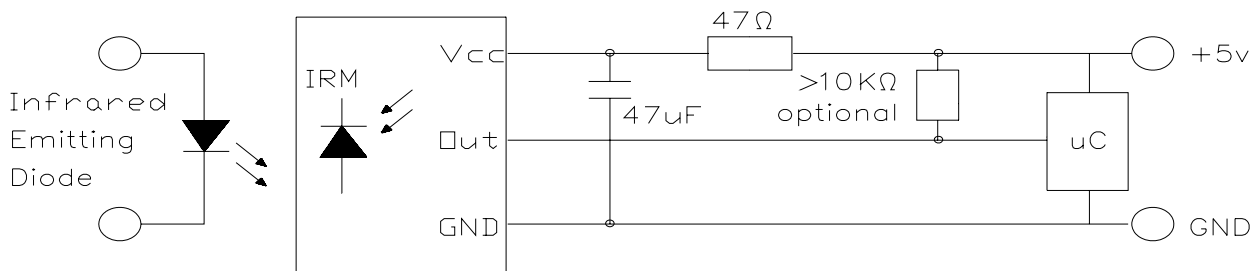 Infrared
Emitting
Diode
IRM
Vcc
Out
GND
47uF
47Ω
>10KΩ
optional
uC
+5v
GND